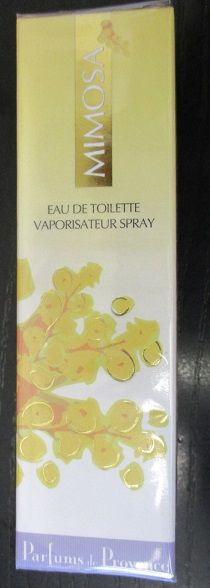 MIMOSA
EAU DE TOILETTE
VAPORISATEUR SPRAY
Parfums de Provence